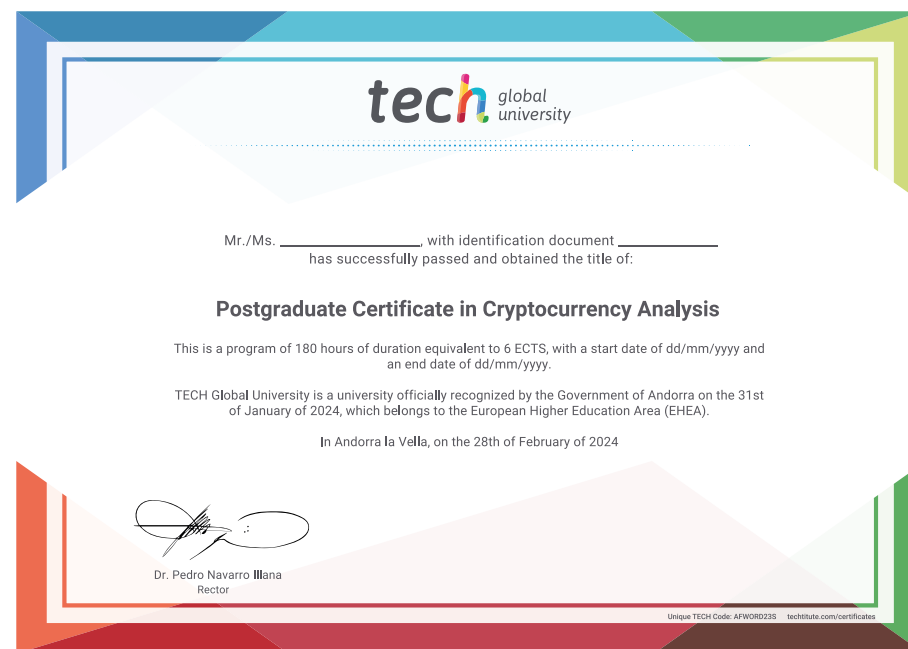 tech global university
Mr./Ms. ____________________, with identification document ______________
has successfully passed and obtained the title of:
Postgraduate Certificate in Cryptocurrency Analysis
This is a program of 180 hours of duration equivalent to 6 ECTS, with a start date of dd/mm/yyyy and
an end date of dd/mm/yyyy.
TECH Global University is a university officially recognized by the Government of Andorra on the 31st
of January of 2024, which belongs to the European Higher Education Area (EHEA).
In Andorra la Vella, on the 28th of February of 2024
Dr. Pedro Navarro Illana
Rector
Unique TECH Code: AFWORD23S techtitute.com/certificates